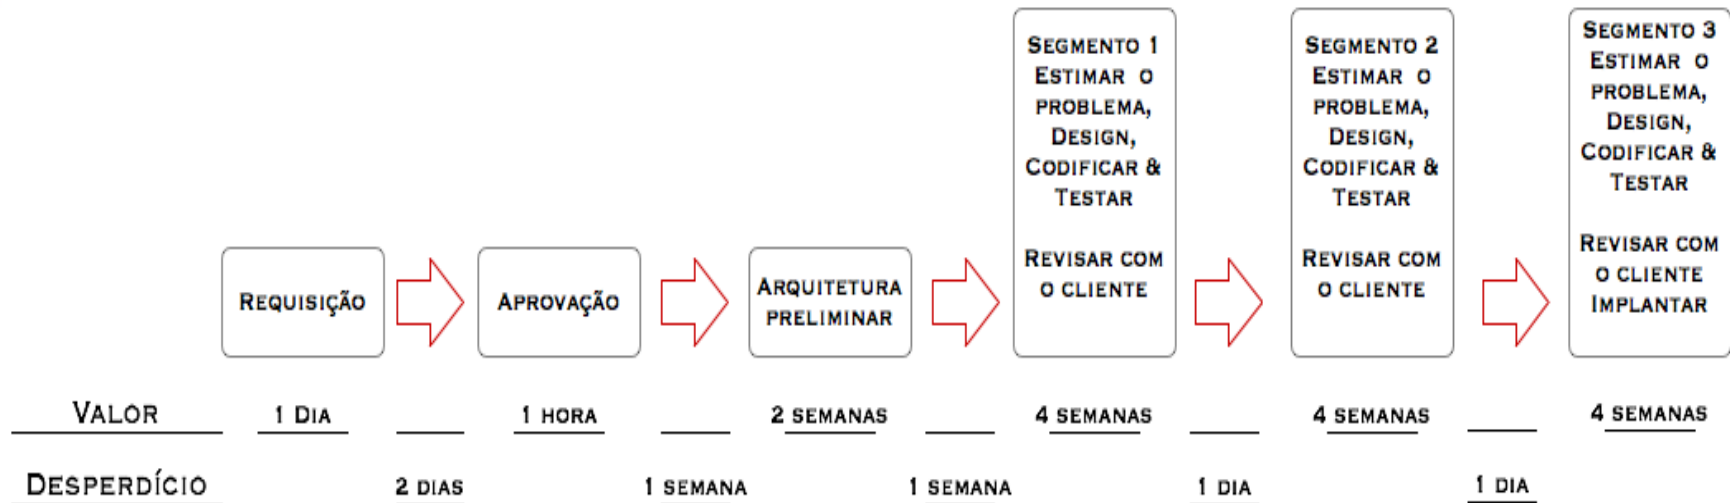 Segmento 1
Estimar o
problema,
Design,
Codificar &
Testar
Revisar com
o cliente
Segmento 2
Estimar o
problema,
Design,
Codificar &
Testar
Revisar com
o cliente
Segmento 3
Estimar o
problema,
Design,
Codificar &
Testar
Revisar com
o cliente
Implantar
Requisição
Aprovação
Arquitetura
preliminar
Valor 1 Dia 1 hora 2 semanas 4 semanas 4 semanas 4 semanas
Desperdício 2 dias 1 semana 1 semana 1 dia 1 dia